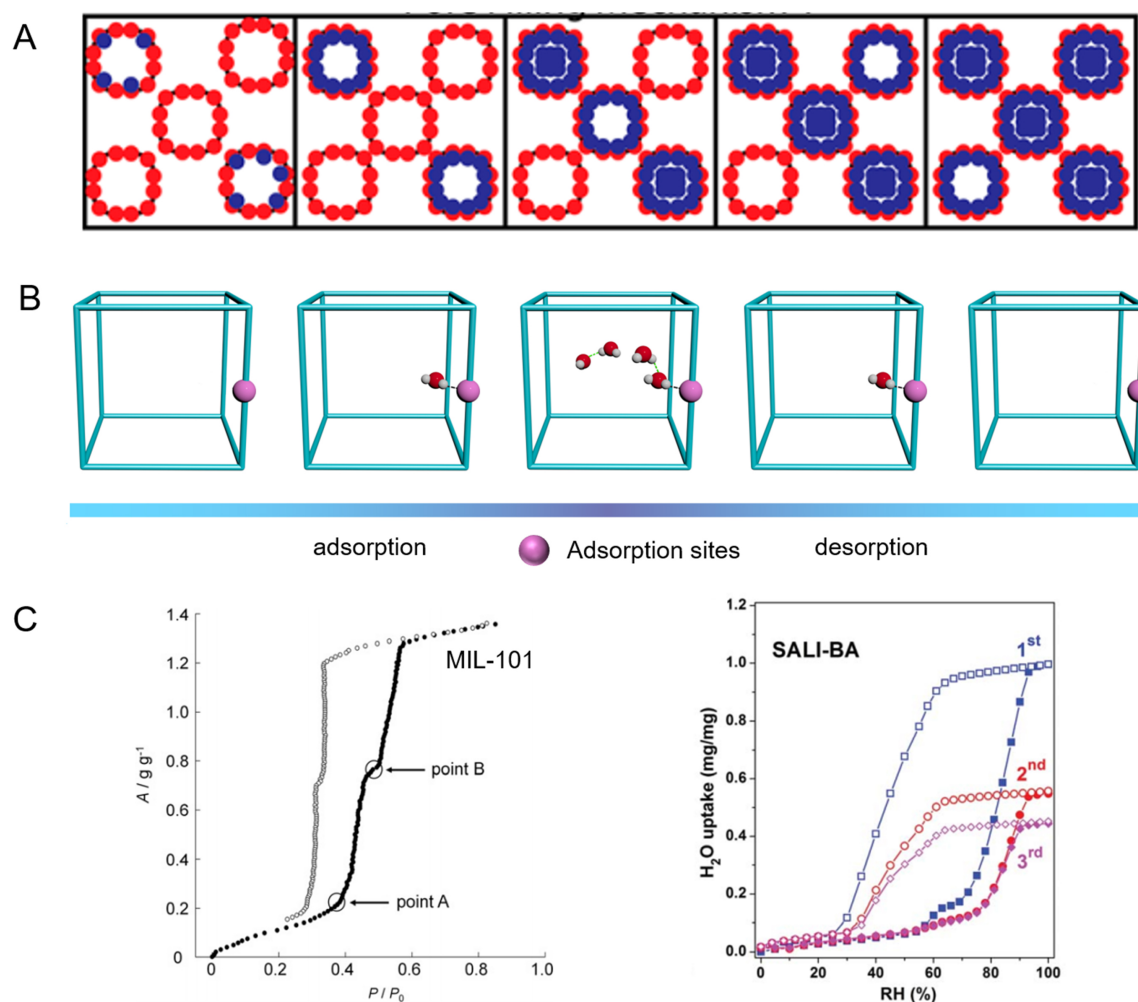 A
B
adsorption
Adsorption sites
desorption
C
1.4
1.2
1.0
0.8
0.6
0.4
0.2
0
0
0.2
0.4
0.6
0.8
1.0
A / g g⁻¹
P / P₀
MIL-101
point B
point A
1.2
1.0
0.8
0.6
0.4
0.2
0.0
0
20
40
60
80
100
H₂O uptake (mg/mg)
RH (%)
SALI-BA
1ˢᵗ
2ⁿᵈ
3ʳᵈ